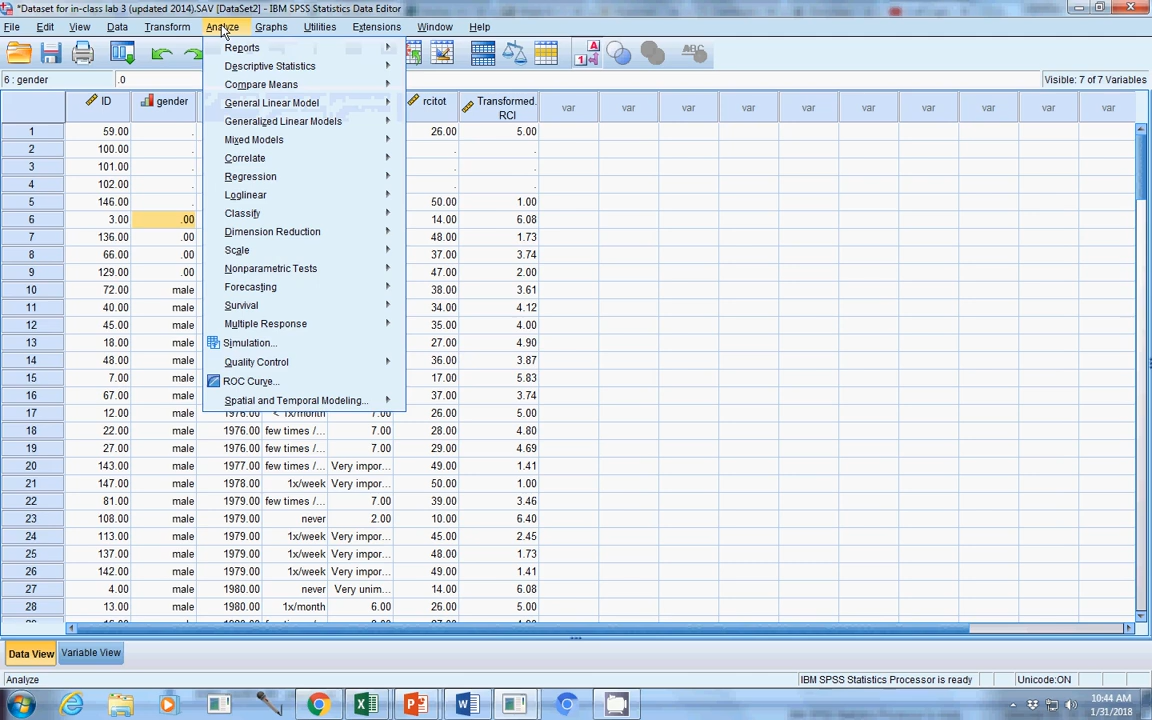 *Dataset for in-class lab 3 (updated 2014).SAV [DataSet2] - IBM SPSS Statistics Data Editor
File Edit View Data Transform Analyze Graphs Utilities Extensions Window Help
6 : gender .0 Visible: 7 of 7 Variables
ID gender rcitot Transformed. RCI var var var var var var var var var var
Reports
Descriptive Statistics
Compare Means
General Linear Model
Generalized Linear Models
Mixed Models
Correlate
Regression
Loglinear
Classify
Dimension Reduction
Scale
Nonparametric Tests
Forecasting
Survival
Multiple Response
Simulation...
Quality Control
ROC Curve...
Spatial and Temporal Modeling...
1 59.00 . 26.00 5.00
2 100.00 . . .
3 101.00 . . .
4 102.00 . . .
5 146.00 . 50.00 1.00
6 3.00 .00 14.00 6.08
7 136.00 .00 48.00 1.73
8 66.00 .00 37.00 3.74
9 129.00 .00 47.00 2.00
10 72.00 male 38.00 3.61
11 40.00 male 34.00 4.12
12 45.00 male 35.00 4.00
13 18.00 male 27.00 4.90
14 48.00 male 36.00 3.87
15 7.00 male 17.00 5.83
16 67.00 male 37.00 3.74
17 12.00 male 1976.00 < 1x/month 7.00 26.00 5.00
18 22.00 male 1976.00 few times /... 7.00 28.00 4.80
19 27.00 male 1976.00 few times /... 7.00 29.00 4.69
20 143.00 male 1977.00 few times /... Very impor... 49.00 1.41
21 147.00 male 1978.00 1x/week Very impor... 50.00 1.00
22 81.00 male 1979.00 few times /... 7.00 39.00 3.46
23 108.00 male 1979.00 never 2.00 10.00 6.40
24 113.00 male 1979.00 1x/week Very impor... 45.00 2.45
25 137.00 male 1979.00 1x/week Very impor... 48.00 1.73
26 142.00 male 1979.00 1x/week Very impor... 49.00 1.41
27 4.00 male 1980.00 never Very unim... 14.00 6.08
28 13.00 male 1980.00 1x/month 6.00 26.00 5.00
Data View Variable View
Analyze IBM SPSS Statistics Processor is ready Unicode:ON
10:44 AM
1/31/2018